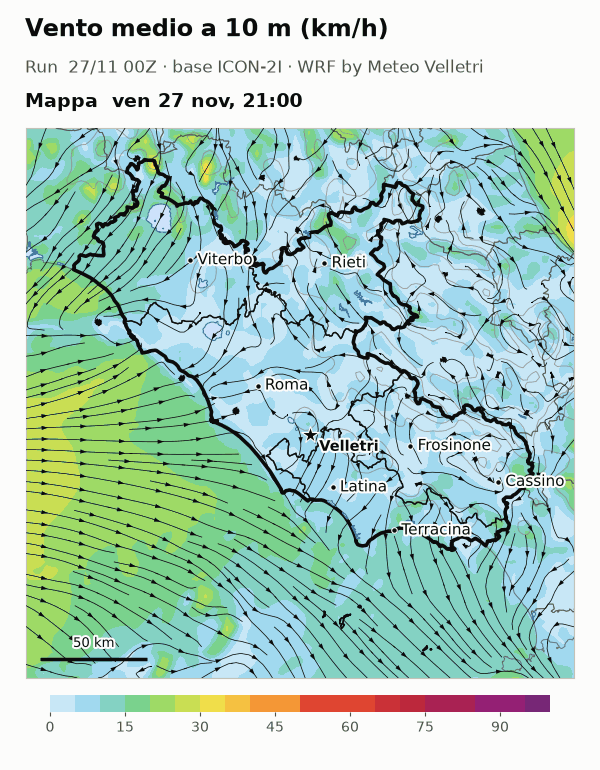 Vento medio a 10 m (km/h)
Run  27/11 00Z · base ICON-2I · WRF by Meteo Velletri
Mappa  ven 27 nov, 21:00
Viterbo
Rieti
Roma
Velletri
Frosinone
Cassino
Latina
Terracina
50 km
0 15 30 45 60 75 90